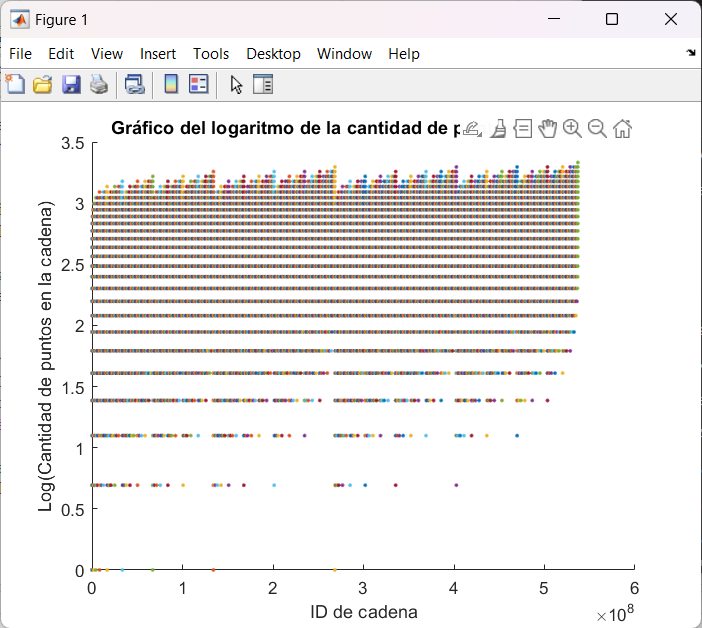 Figure 1
File Edit View Insert Tools Desktop Window Help
Gráfico del logaritmo de la cantidad de p
3.5
3
2.5
2
1.5
1
0.5
0
Log(Cantidad de puntos en la cadena)
0 1 2 3 4 5 6
ID de cadena
×10^8